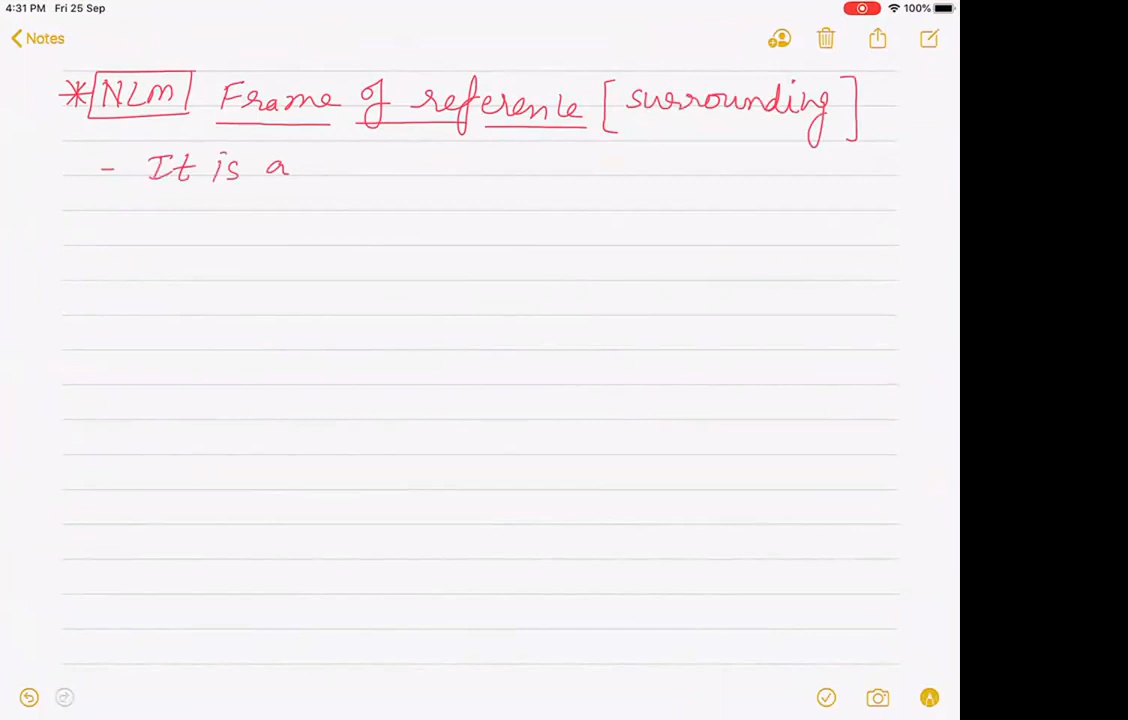 4:31 PM Fri 25 Sep 100%
Notes
*NLM Frame of reference [surrounding]
- It is a